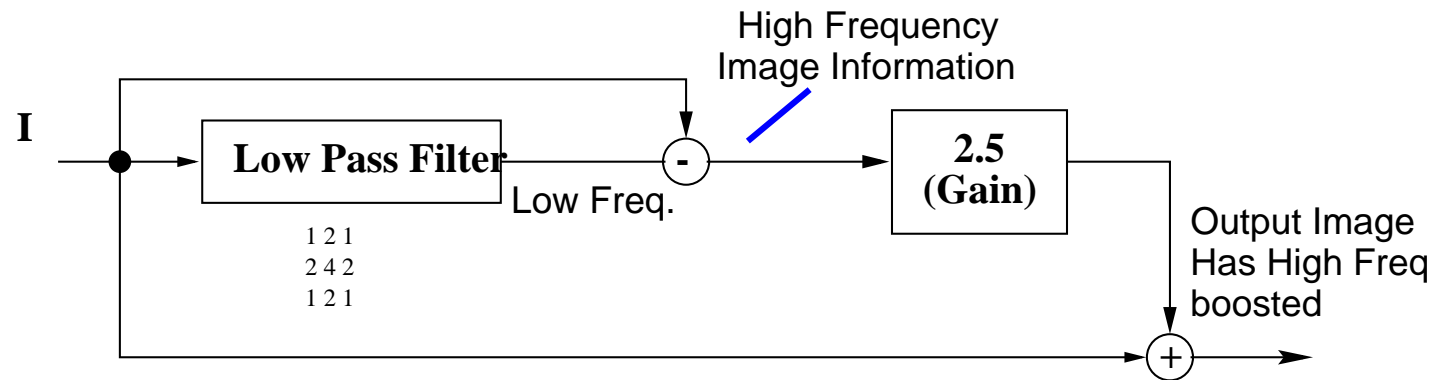 High Frequency
Image Information
I
Low Pass Filter
-
2.5
(Gain)
Low Freq.
1 2 1
2 4 2
1 2 1
Output Image
Has High Freq
boosted
+